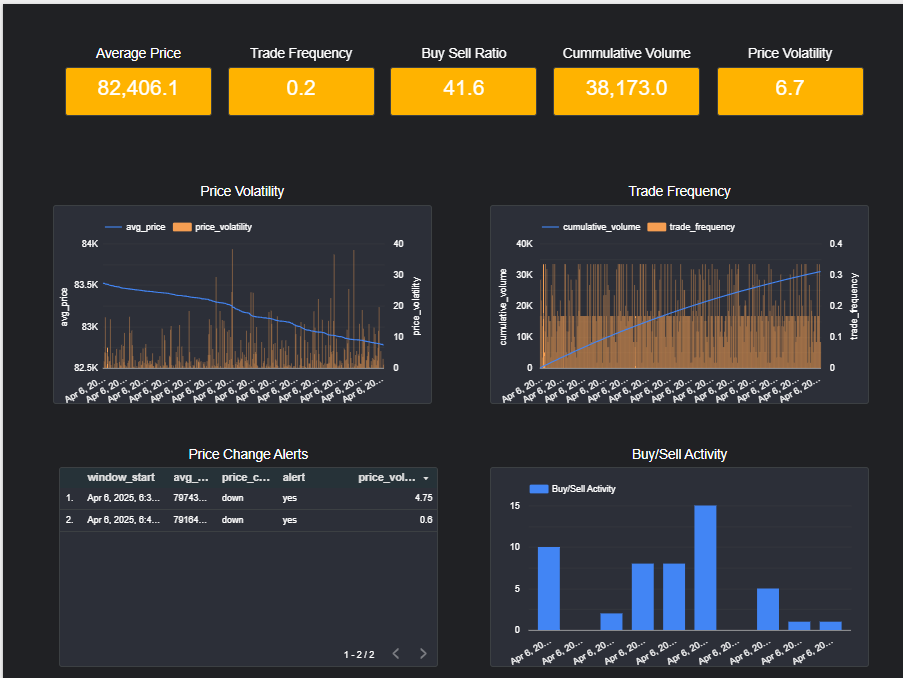 Average Price
Trade Frequency
Buy Sell Ratio
Cummulative Volume
Price Volatility
82,406.1
0.2
41.6
38,173.0
6.7
Price Volatility
avg_price
price_volatility
84K
83.5K
83K
82.5K
avg_price
40
30
20
10
0
price_volatility
Apr 6, 20...
Apr 6, 20...
Apr 6, 20...
Apr 6, 20...
Apr 6, 20...
Apr 6, 20...
Apr 6, 20...
Apr 6, 20...
Apr 6, 20...
Apr 6, 20...
Apr 6, 20...
Apr 6, 20...
Apr 6, 20...
Apr 6, 20...
Trade Frequency
cumulative_volume
trade_frequency
40K
30K
20K
10K
0
cumulative_volume
0.4
0.3
0.2
0.1
0
trade_frequency
Apr 6, 20...
Apr 6, 20...
Apr 6, 20...
Apr 6, 20...
Apr 6, 20...
Apr 6, 20...
Apr 6, 20...
Apr 6, 20...
Apr 6, 20...
Apr 6, 20...
Apr 6, 20...
Apr 6, 20...
Apr 6, 20...
Apr 6, 20...
Price Change Alerts
window_start avg_... price_c... alert price_vol...
1. Apr 6, 2025, 6:3... 79743... down yes 4.75
2. Apr 6, 2025, 6:4... 79164... down yes 0.6
1 - 2 / 2
Buy/Sell Activity
Buy/Sell Activity
15
10
5
0
Apr 6, 20...
Apr 6, 20...
Apr 6, 20...
Apr 6, 20...
Apr 6, 20...
Apr 6, 20...
Apr 6, 20...
Apr 6, 20...
Apr 6, 20...
Apr 6, 20...